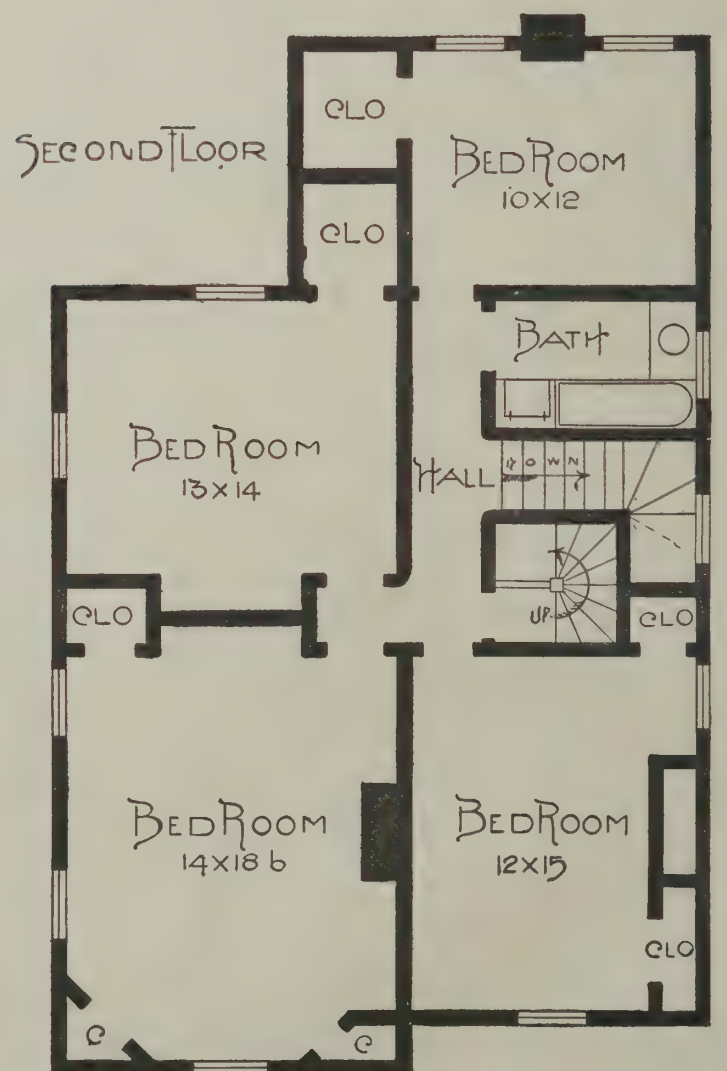 SECOND FLOOR
CLO
BED ROOM
10X12
CLO
BATH
BED ROOM
13X14
HALL
DOWN
UP
CLO
CLO
BED ROOM
14X18 6
BED ROOM
12X15
CLO
C
C